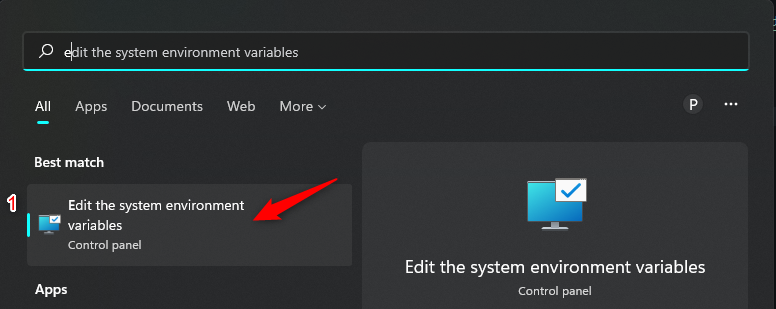 edit the system environment variables
All Apps Documents Web More P ...
Best match
1
Edit the system environment
variables
Control panel
Apps
Edit the system environment variables
Control panel